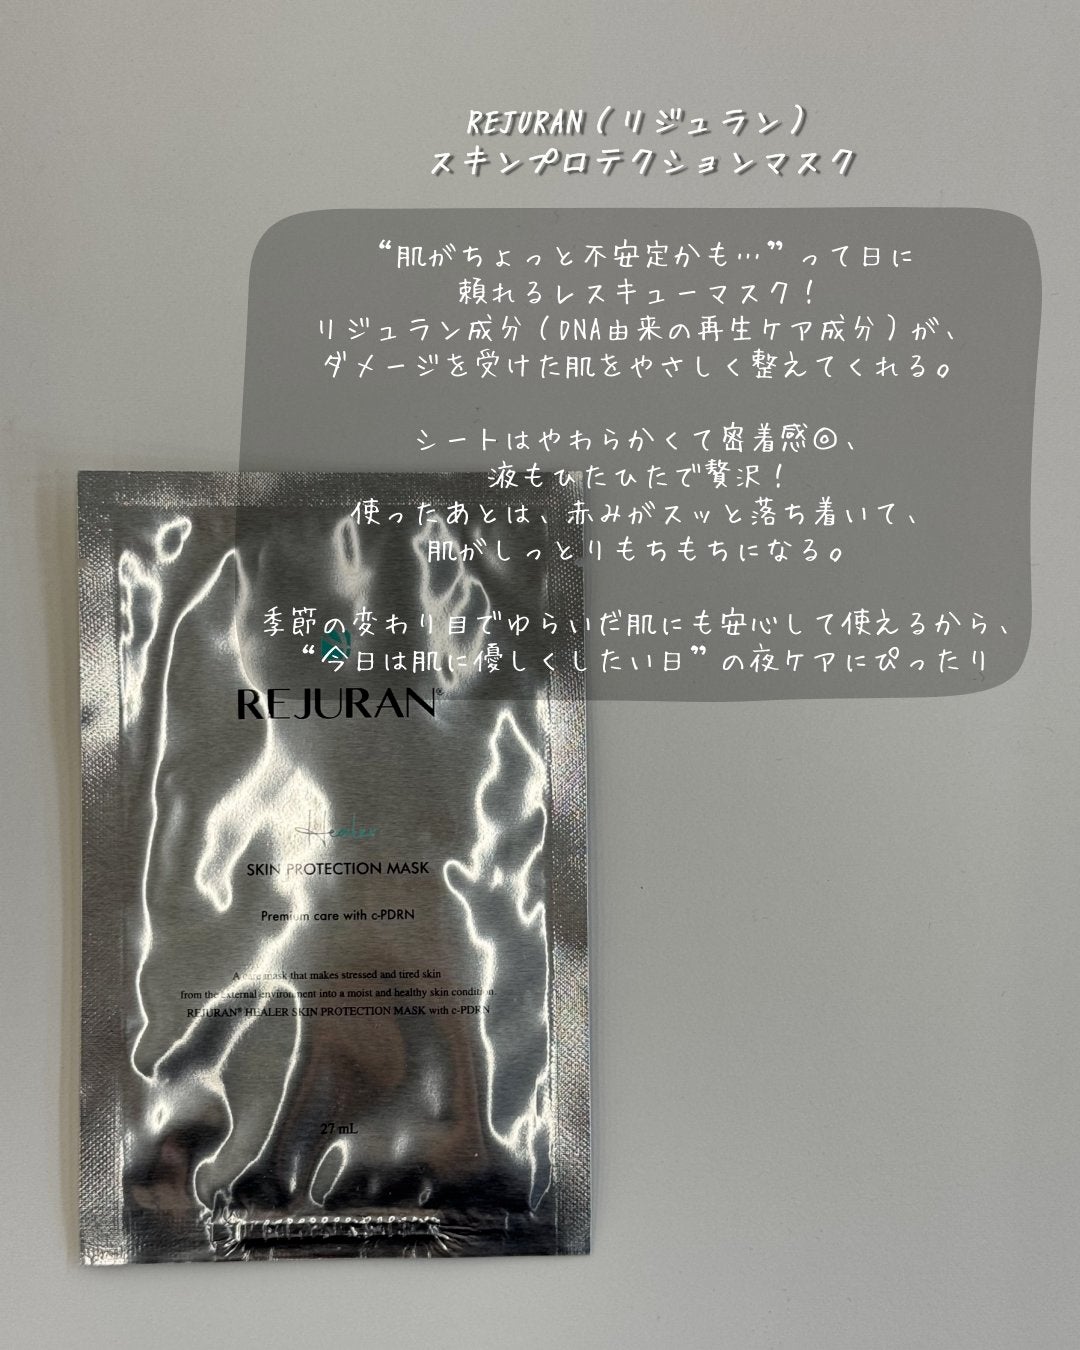 REJURAN(リジュラン)
スキンプロテクションマスク
“肌がちょっと不安定かも…”って日に
頼れるレスキューマスク!
リジュラン成分(DNA由来の再生ケア成分)が、
ダメージを受けた肌をやさしく整えてくれる。
シートはやわらかくて密着感◎、
液もひたひたで贅沢!
使ったあとは、赤みがスッと落ち着いて、
肌がしっとりもちもちになる。
季節の変わり目でゆらいだ肌にも安心して使えるから、
“今日は肌に優しくしたい日”の夜ケアにぴったり
REJURAN®
Healer
SKIN PROTECTION MASK
Premium care with c-PDRN
A care mask that makes stressed and tired skin
from the external environment into a moist and healthy skin condition.
REJURAN® HEALER SKIN PROTECTION MASK with c-PDRN
27 mL